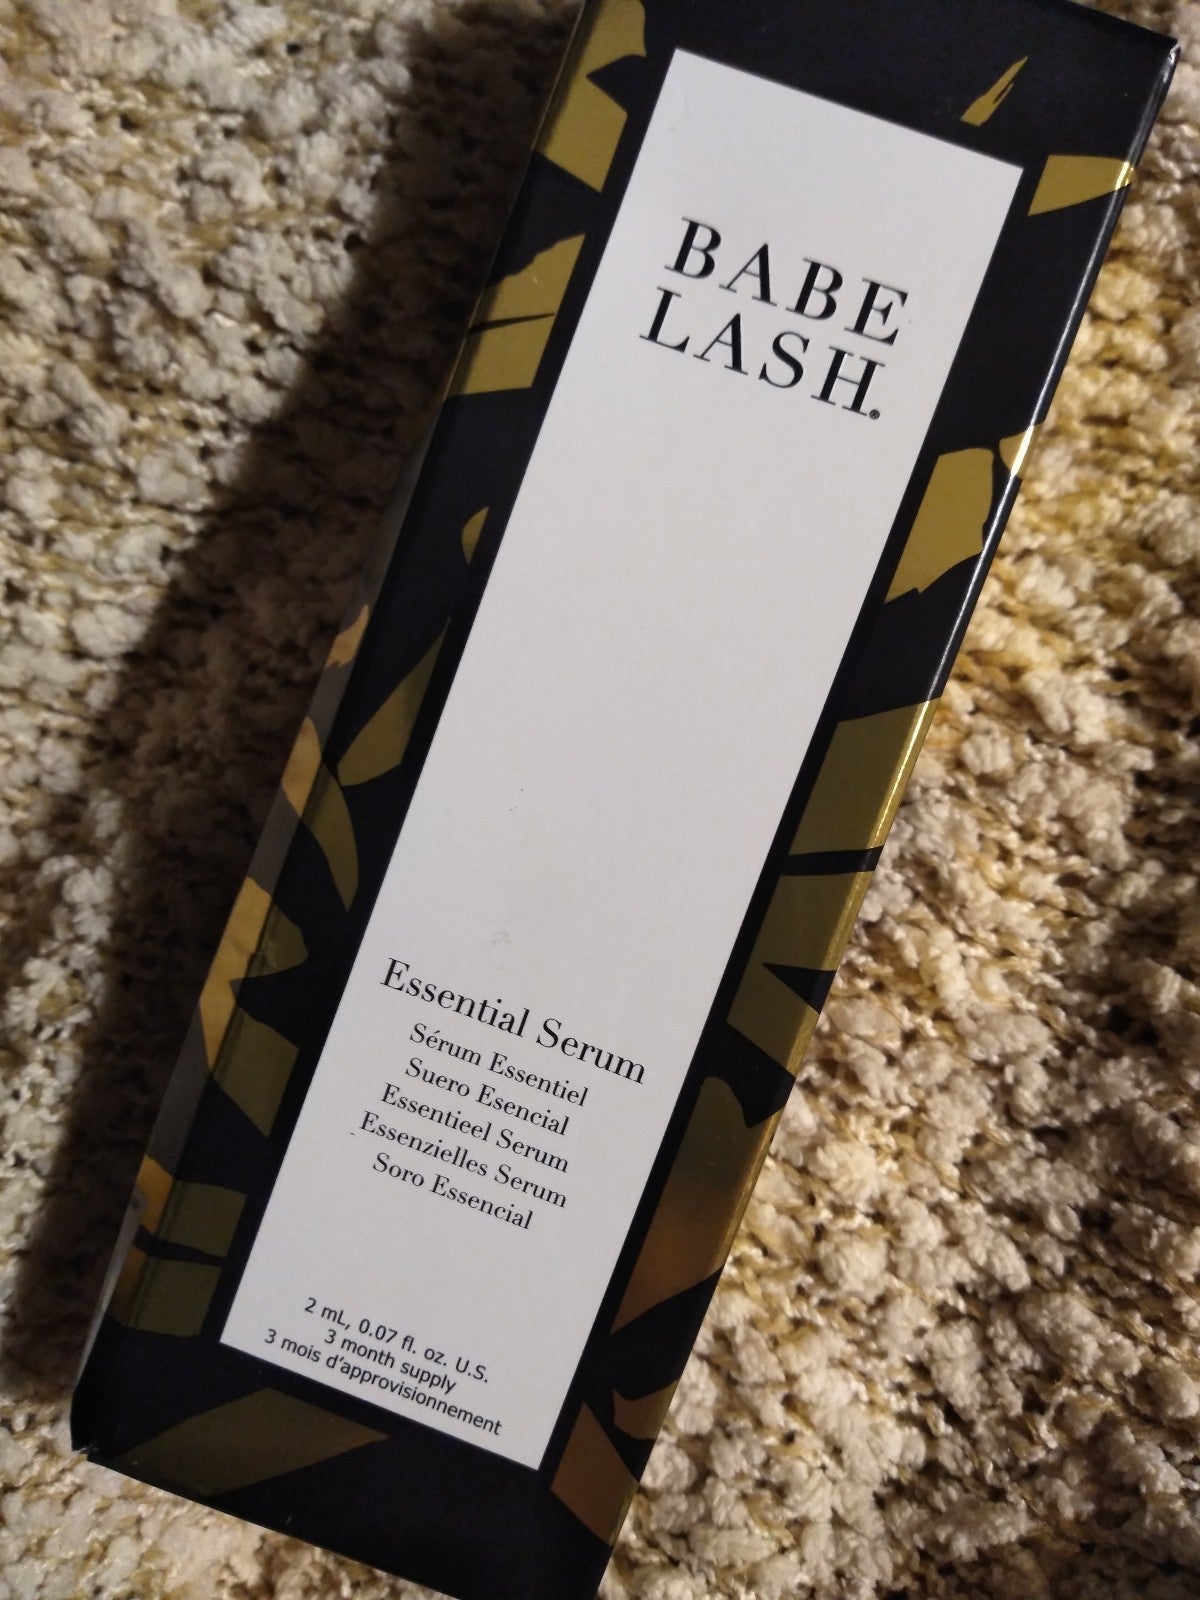 BABE
LASH®
Essential Serum
Sérum Essentiel
Suero Esencial
Essentieel Serum
Essenzielles Serum
Soro Essencial
2 mL, 0.07 fl. oz. U.S.
3 month supply
3 mois d'approvisionnement